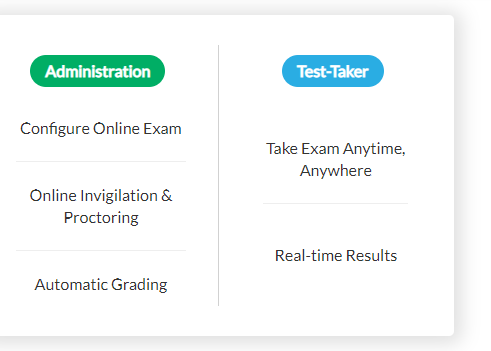 Administration
Configure Online Exam
Online Invigilation &
Proctoring
Automatic Grading
Test-Taker
Take Exam Anytime,
Anywhere
Real-time Results